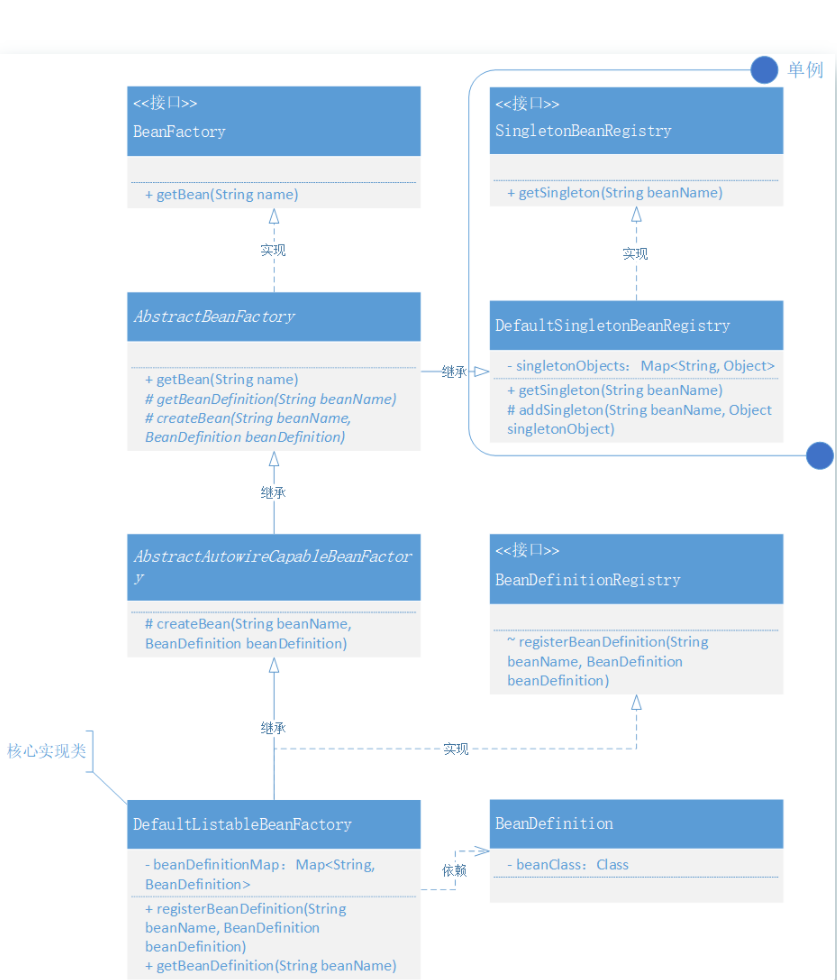 单例
<<接口>>
BeanFactory
+ getBean(String name)
<<接口>>
SingletonBeanRegistry
+ getSingleton(String beanName)
实现
实现
AbstractBeanFactory
+ getBean(String name)
# getBeanDefinition(String beanName)
# createBean(String beanName,
BeanDefinition beanDefinition)
继承
DefaultSingletonBeanRegistry
- singletonObjects：Map<String, Object>
+ getSingleton(String beanName)
# addSingleton(String beanName, Object
singletonObject)
继承
AbstractAutowireCapableBeanFactor
y
# createBean(String beanName,
BeanDefinition beanDefinition)
<<接口>>
BeanDefinitionRegistry
~ registerBeanDefinition(String
beanName, BeanDefinition
beanDefinition)
继承
实现
核心实现类
DefaultListableBeanFactory
- beanDefinitionMap：Map<String,
BeanDefinition>
+ registerBeanDefinition(String
beanName, BeanDefinition
beanDefinition)
+ getBeanDefinition(String beanName)
依赖
BeanDefinition
- beanClass：Class